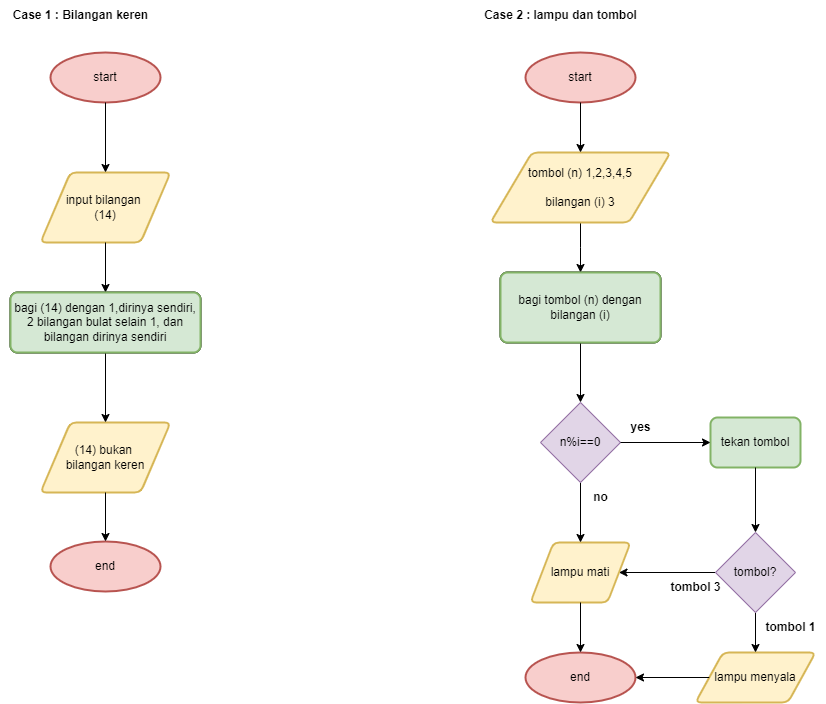 Case 1 : Bilangan keren
start
input bilangan
(14)
bagi (14) dengan 1,dirinya sendiri,
2 bilangan bulat selain 1, dan
bilangan dirinya sendiri
(14) bukan
bilangan keren
end
Case 2 : lampu dan tombol
start
tombol (n) 1,2,3,4,5
bilangan (i) 3
bagi tombol (n) dengan
bilangan (i)
n%i==0
yes
tekan tombol
no
lampu mati
tombol?
tombol 3
tombol 1
end
lampu menyala